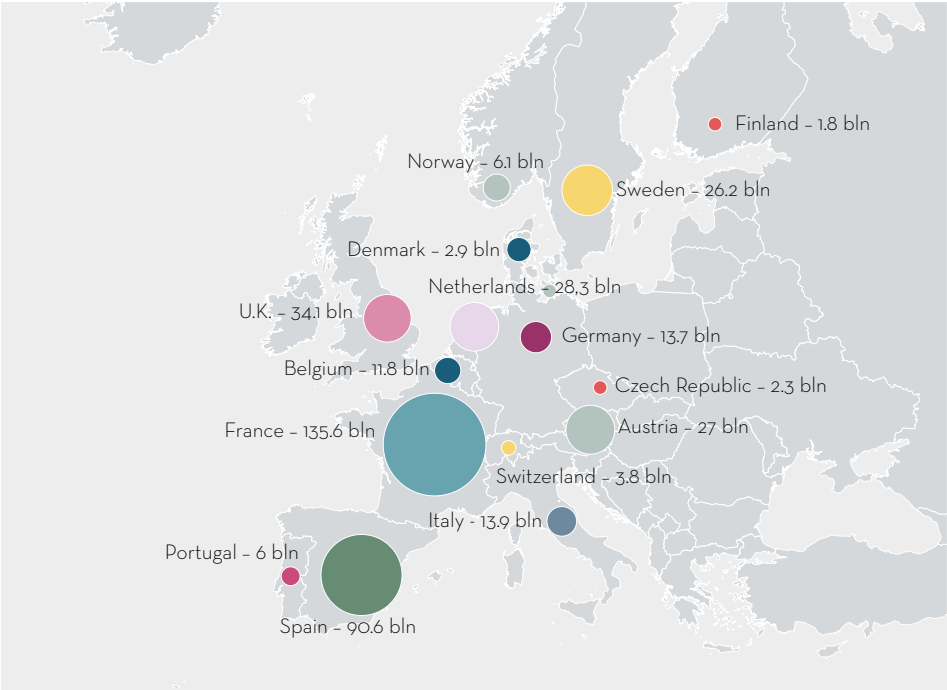 Finland – 1.8 bln
Norway – 6.1 bln
Sweden – 26.2 bln
Denmark – 2.9 bln
Netherlands – 28,3 bln
U.K. – 34.1 bln
Germany – 13.7 bln
Belgium – 11.8 bln
Czech Republic – 2.3 bln
Austria – 27 bln
France – 135.6 bln
Switzerland – 3.8 bln
Italy - 13.9 bln
Portugal – 6 bln
Spain – 90.6 bln